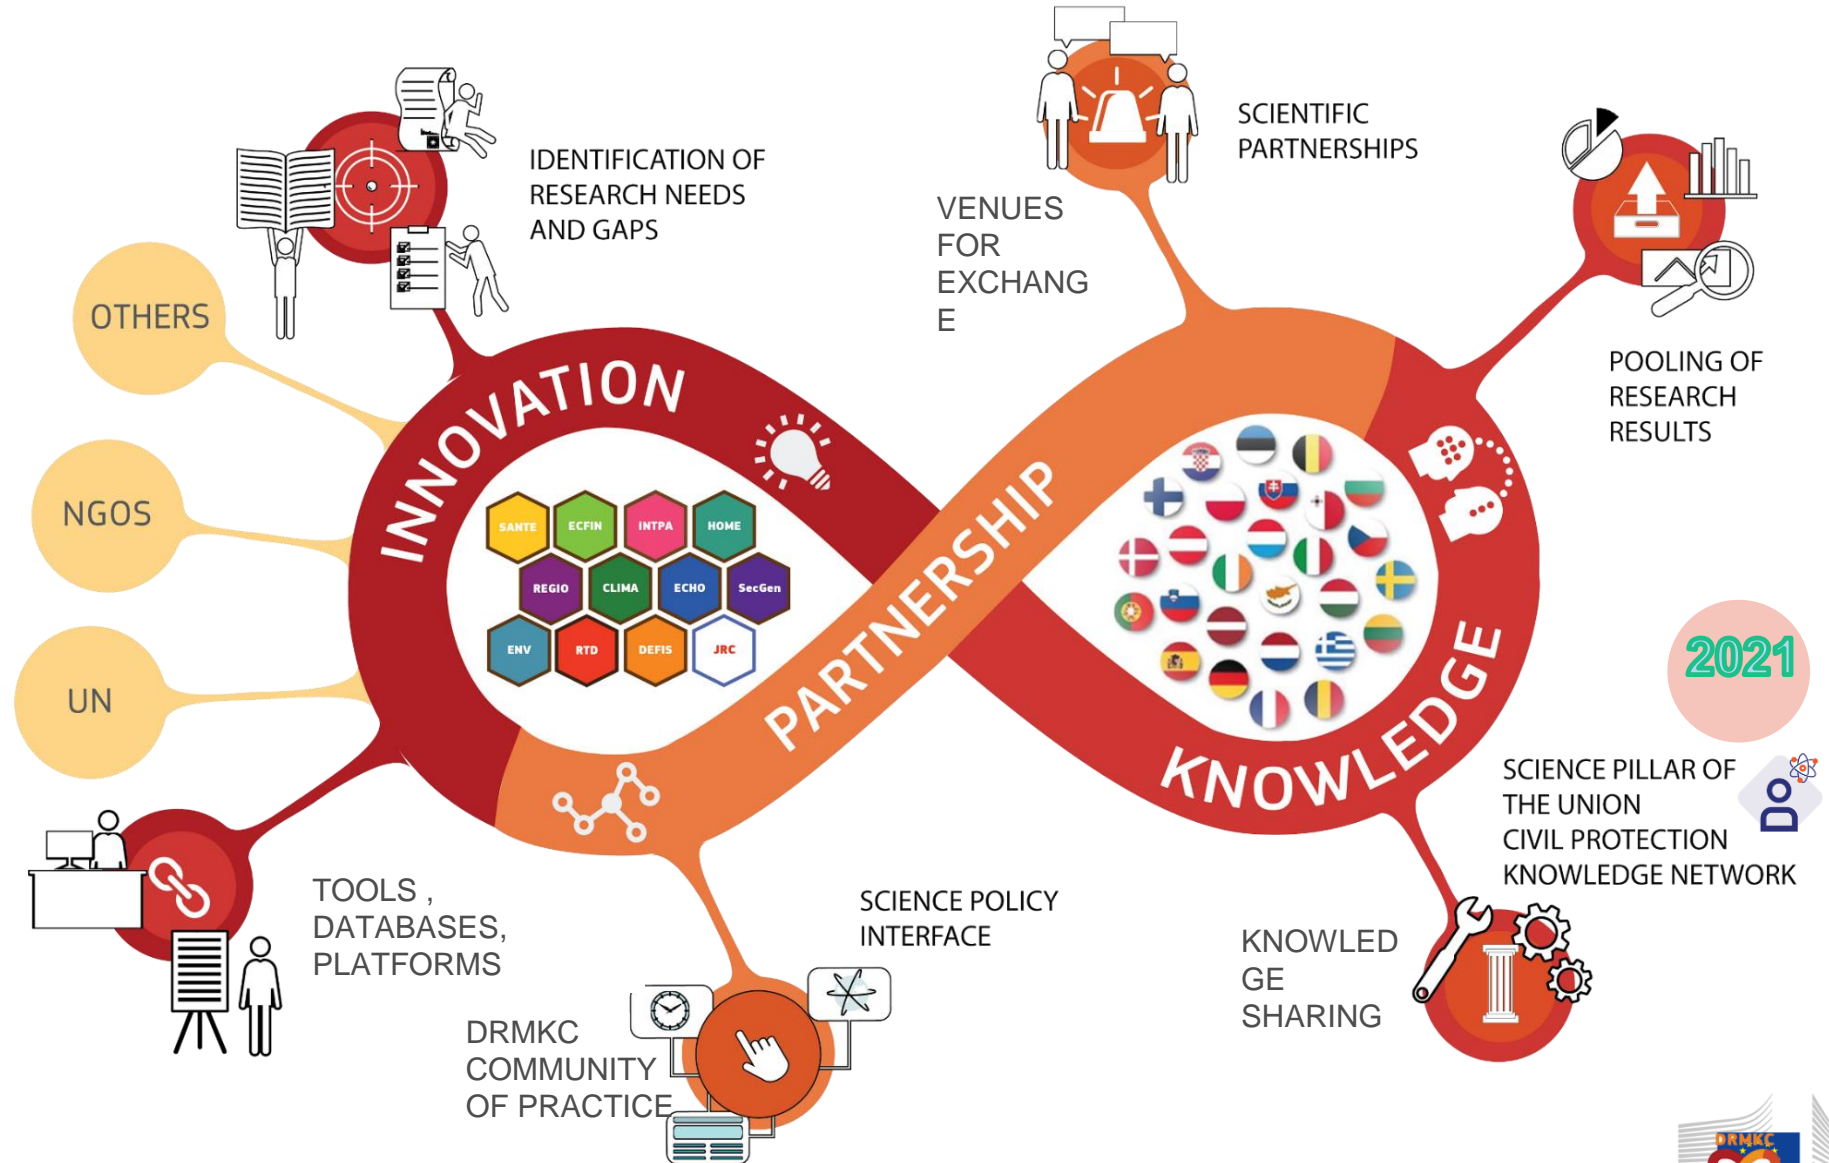 IDENTIFICATION OF
RESEARCH NEEDS
AND GAPS
SCIENTIFIC
PARTNERSHIPS
VENUES
FOR
EXCHANG
E
POOLING OF
RESEARCH
RESULTS
OTHERS
NGOS
UN
INNOVATION
PARTNERSHIP
KNOWLEDGE
SANTE
ECFIN
INTPA
HOME
REGIO
CLIMA
ECHO
SecGen
ENV
RTD
DEFIS
JRC
2021
SCIENCE PILLAR OF
THE UNION
CIVIL PROTECTION
KNOWLEDGE NETWORK
TOOLS ,
DATABASES,
PLATFORMS
SCIENCE POLICY
INTERFACE
KNOWLED
GE
SHARING
DRMKC
COMMUNITY
OF PRACTICE
DRMKC